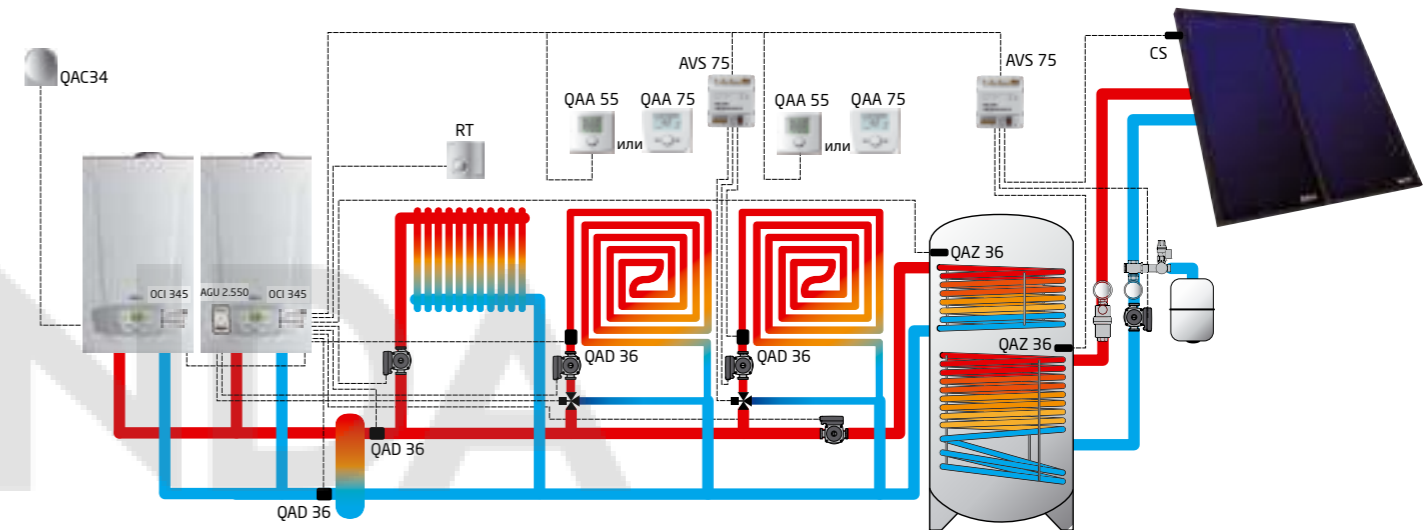 QAC34
RT
QAA 55
или
QAA 75
AVS 75
QAA 55
или
QAA 75
AVS 75
CS
OCI 345
AGU 2.550
OCI 345
QAD 36
QAD 36
QAZ 36
QAZ 36
QAD 36
QAD 36